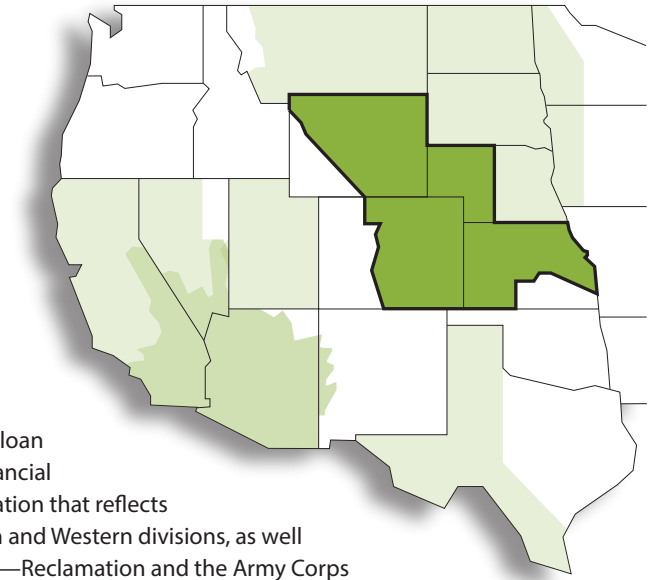 loan
ancial
ation that reflects
and Western divisions, as well
—Reclamation and the Army Corps